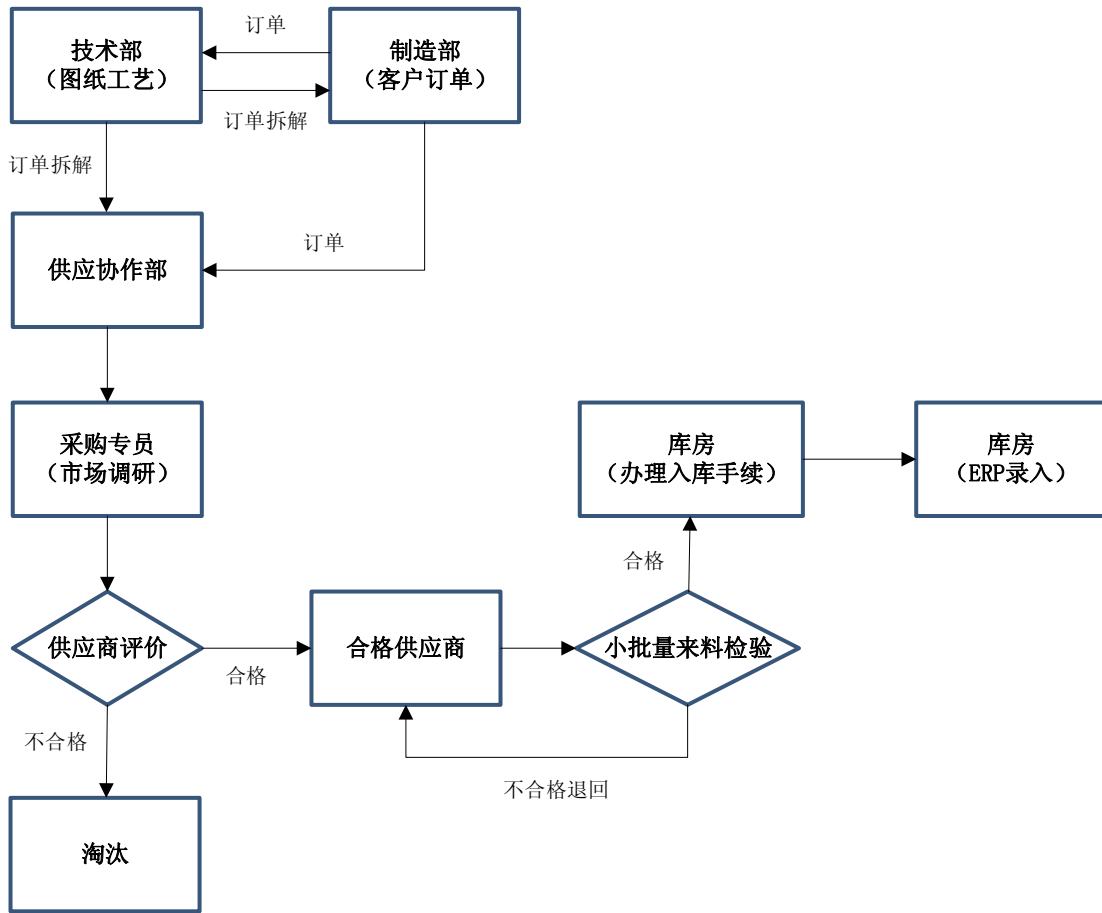 订单
技术部
（图纸工艺）
制造部
（客户订单）
订单拆解
订单拆解
供应协作部
订单
采购专员
（市场调研）
库房
（办理入库手续）
库房
（ERP录入）
合格
供应商评价
合格
合格供应商
小批量来料检验
不合格
不合格退回
淘汰